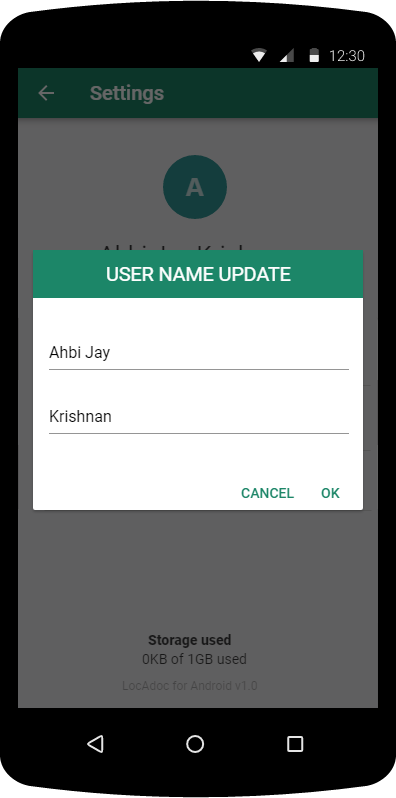 12:30
Settings
A
USER NAME UPDATE
Ahbi Jay
Krishnan
CANCEL
OK
Storage used
0KB of 1GB used
LocAdoc for Android v1.0